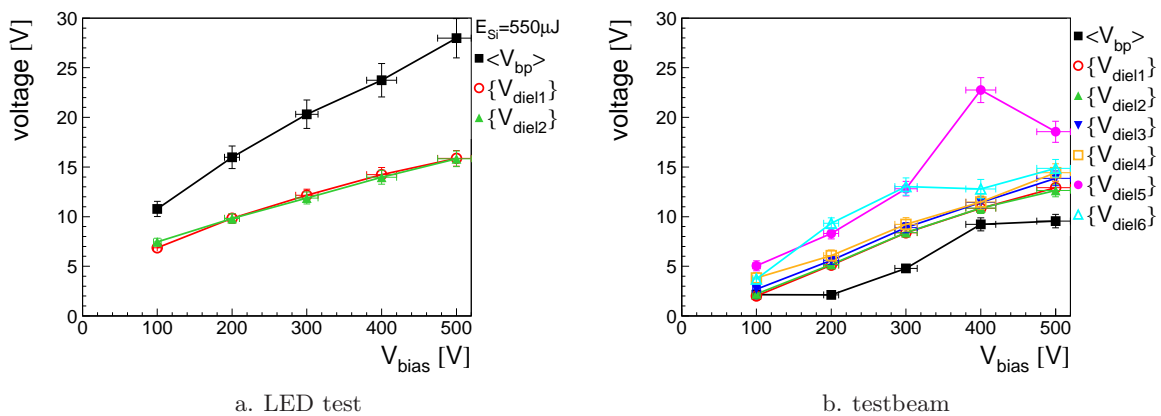 voltage [V]
30
25
20
15
10
5
0
0 100 200 300 400 500
V_bias [V]
E_Si=550μJ
<V_bp>
{V_diel1}
{V_diel2}
a. LED test
voltage [V]
30
25
20
15
10
5
0
0 100 200 300 400 500
V_bias [V]
<V_bp>
{V_diel1}
{V_diel2}
{V_diel3}
{V_diel4}
{V_diel5}
{V_diel6}
b. testbeam